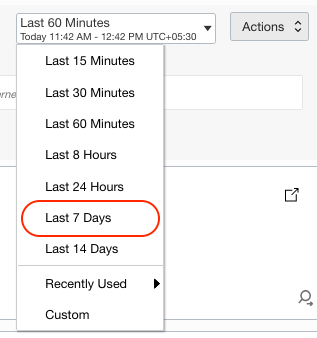 Last 60 Minutes
Today 11:42 AM - 12:42 PM UTC+05:30
Actions
Last 15 Minutes
Last 30 Minutes
Last 60 Minutes
Last 8 Hours
Last 24 Hours
Last 7 Days
Last 14 Days
Recently Used
Custom